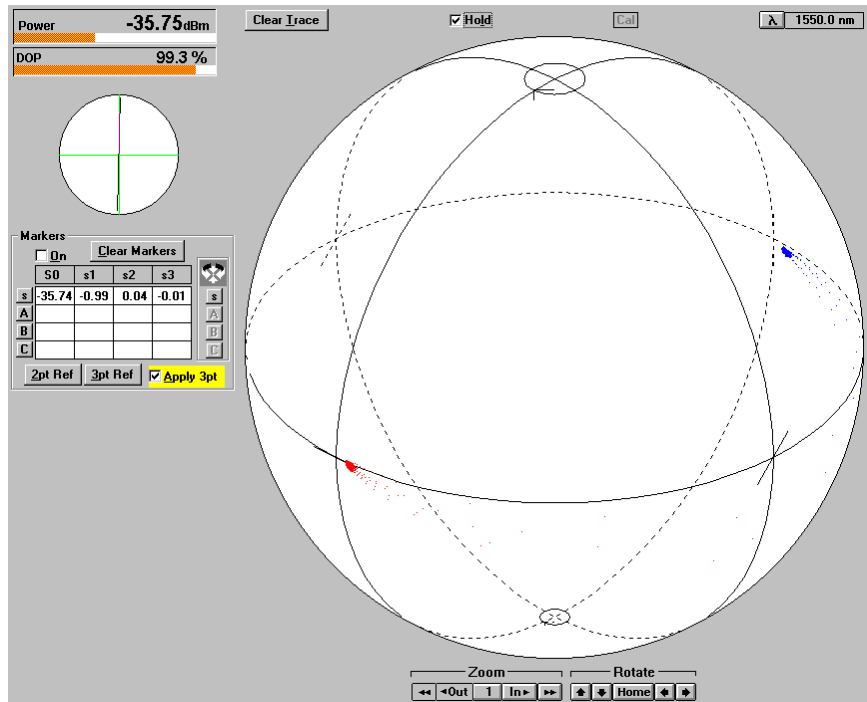 Power -35.75dBm
DOP 99.3 %
Clear Trace
Hold
Cal
λ 1550.0 nm
Markers
On
Clear Markers
S0 s1 s2 s3
s -35.74 -0.99 0.04 -0.01 s
A A
B B
C C
2pt Ref 3pt Ref Apply 3pt
Zoom Rotate
Out 1 In Home